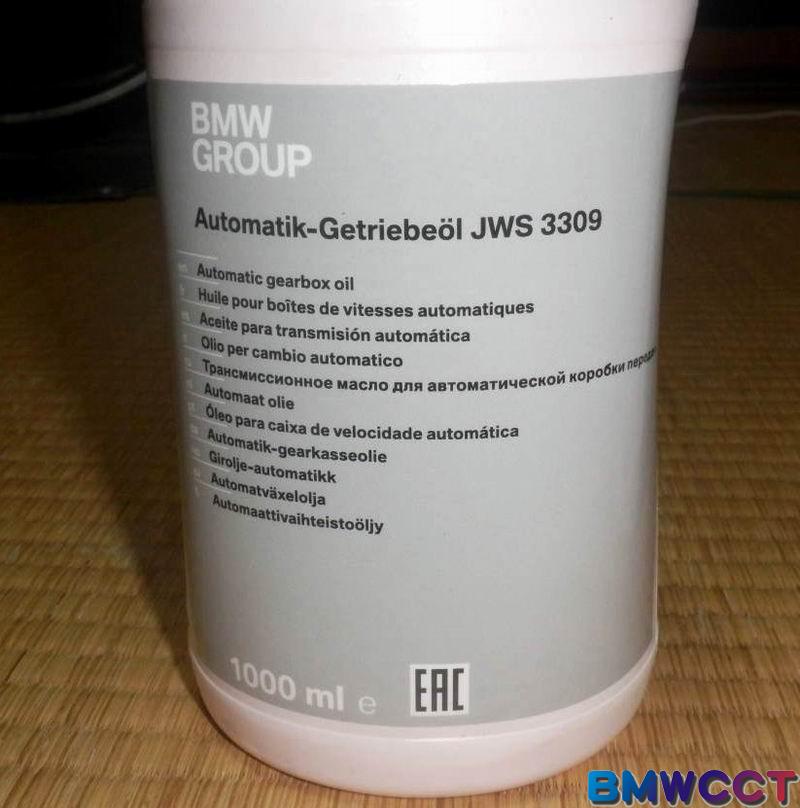 BMW
GROUP
Automatik-Getriebeöl JWS 3309
Automatic gearbox oil
Huile pour boîtes de vitesses automatiques
Aceite para transmisión automática
Olio per cambio automatico
Трансмиссионное масло для автоматической коробки
Automaat olie
Óleo para caixa de velocidade automática
Automatik-gearkasseolie
Girolje-automatikk
Automatväxelolja
Automaattivaihteistoöljy
1000 ml e
EAC
BMWCCT